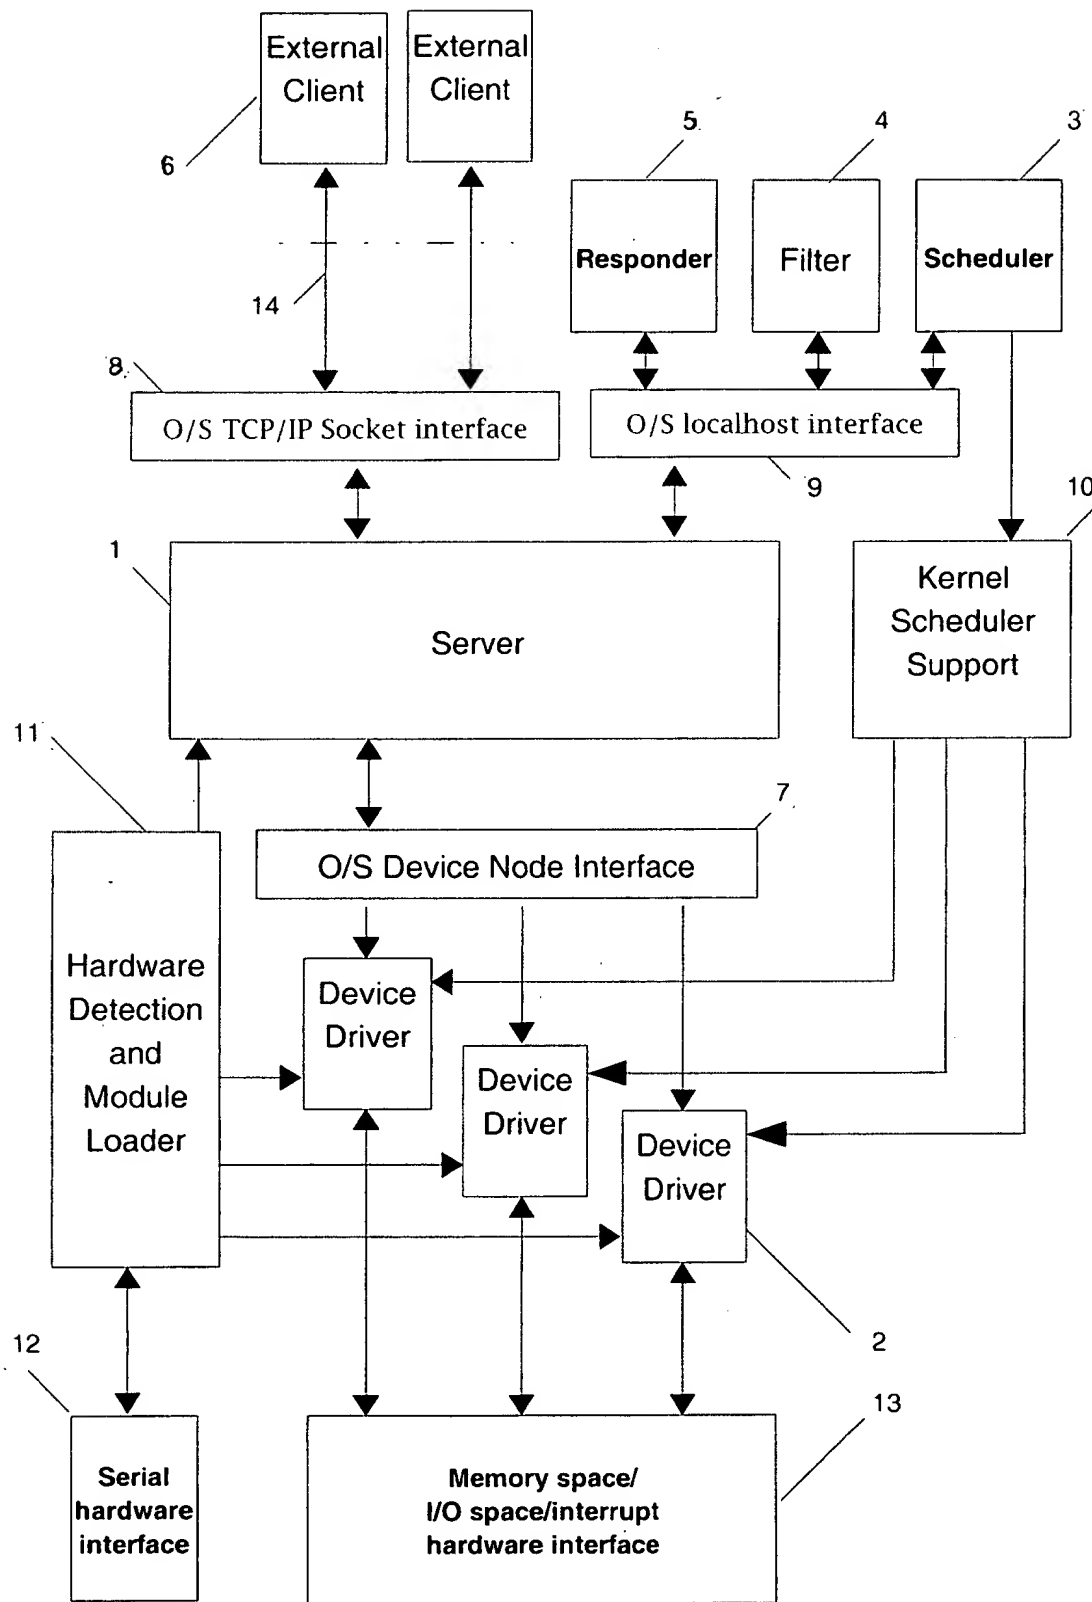 External
Client
External
Client
6
5
4
3
Responder
Filter
Scheduler
14
8
O/S TCP/IP Socket interface
O/S localhost interface
9
10
1
Server
Kernel
Scheduler
Support
11
7
O/S Device Node Interface
Hardware
Detection
and
Module
Loader
Device
Driver
Device
Driver
Device
Driver
12
2
13
Serial
hardware
interface
Memory space/
I/O space/interrupt
hardware interface